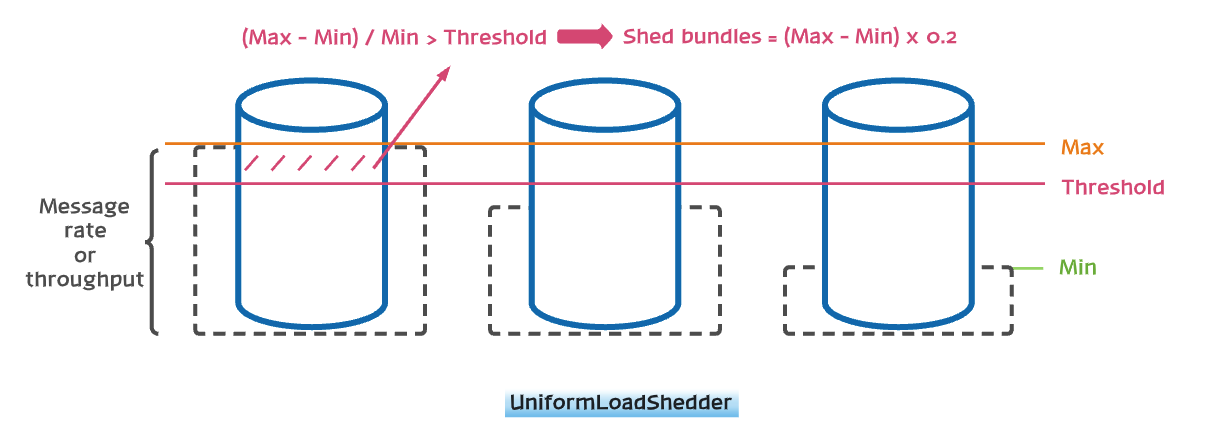 (Max - Min) / Min > Threshold
Shed bundles = (Max - Min) x 0.2
Max
Threshold
Message
rate
or
throughput
Min
UniformLoadShedder